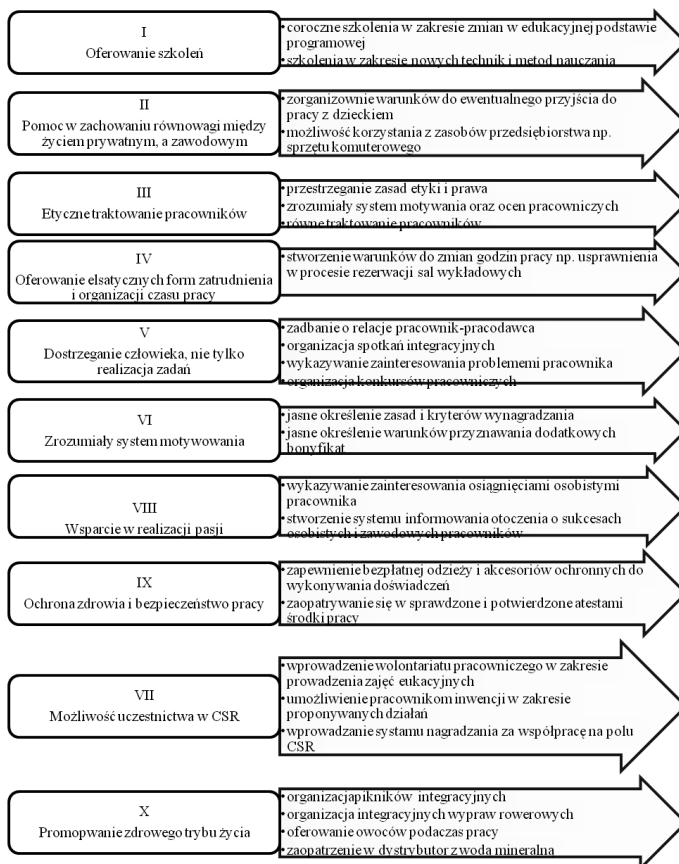 I
Oferowanie szkoleń
•coroczne szkolenia w zakresie zmian w edukacyjnej podstawie
programowej
•szkolenia w zakresie nowych technik i metod nauczania
II
Pomoc w zachowaniu równowagi między
życiem prywatnym, a zawodowym
•zorganizownie warunków do ewentualnego przyjścia do
pracy z dzieckiem
•możliwość korzystania z zasobów przedsiębiorstwa np.
sprzętu komuterowego
III
Etyczne traktowanie pracowników
•przestrzeganie zasad etyki i prawa
•zrozumiały system motywania oraz ocen pracowniczych
•równe traktowanie pracowników
IV
Oferowanie elsatycznych form zatrudnienia
i organizacji czasu pracy
•stworzenie warunków do zmian godzin pracy np. usprawnienia
w procesie rezerwacji sal wykładowych
V
Dostrzeganie człowieka, nie tylko
realizacja zadań
•zadbanie o relacje pracownik-pracodawca
•organizacja spotkań integracyjnych
•wykazywanie zainteresowania problememi pracownika
•organizacja konkursów pracowniczych
VI
Zrozumiały system motywowania
•jasne określenie zasad i kryterów wynagradzania
•jasne określenie warunków przyznawania dodatkowych
bonyfikat
VIII
Wsparcie w realizacji pasji
•wykazywanie zainteresowania osiągnięciami osobistymi
pracownika
•stworzenie systemu informowania otoczenia o sukcesach
osobistych i zawodowych pracowników
IX
Ochrona zdrowia i bezpieczeństwo pracy
•zapewnienie bezpłatnej odzieży i akcesoriów ochronnych do
wykonywania doświadczeń
•zaopatrywanie się w sprawdzone i potwierdzone atestami
środki pracy
VII
Możliwość uczestnictwa w CSR
•wprowadzenie wolontariatu pracowniczego w zakresie
prowadzenia zajęć eukacyjnych
•umożliwienie pracownikom inwencji w zakresie
proponywanych działań
•wprowadzanie systemu nagradzania za współpracę na polu
CSR
X
Promopwanie zdrowego trybu życia
•organizacjapikników integracyjnych
•organizacja integracyjnych wypraw rowerowych
•oferowanie owoców podaczas pracy
•zaopatrzenie w dystrybutor z woda mineralna